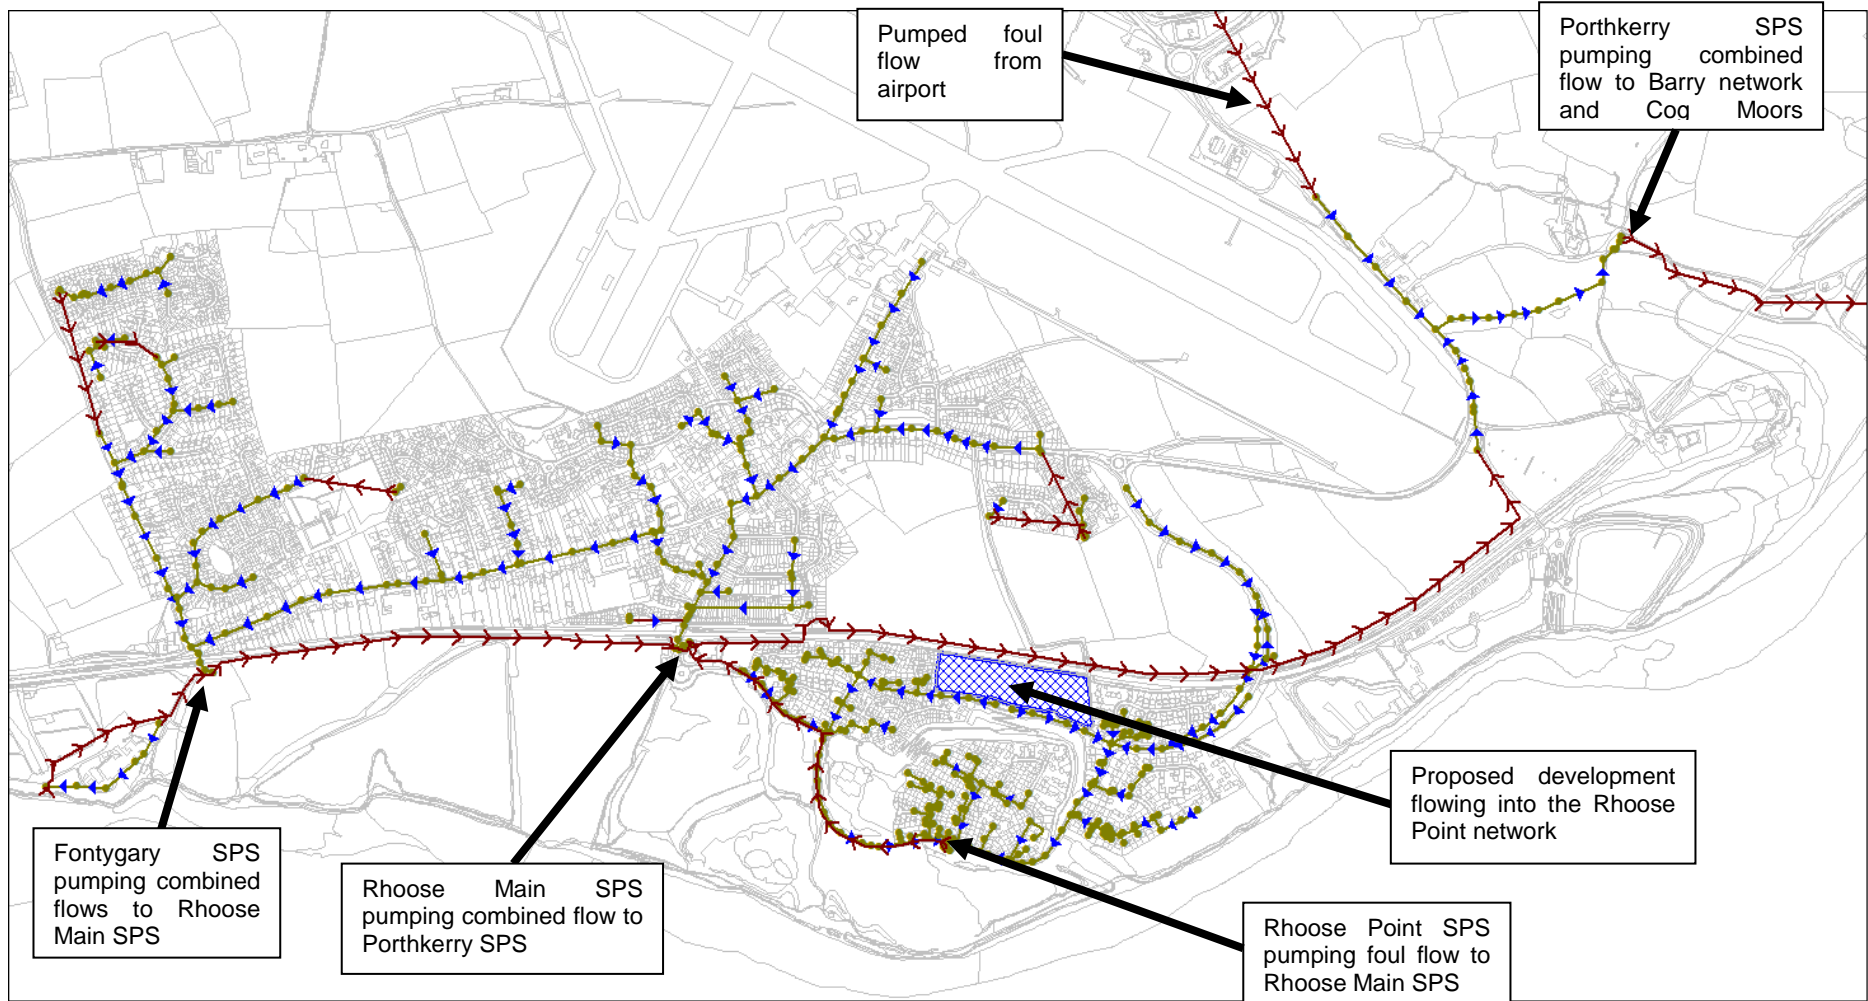 Pumped foul
flow from
airport
Porthkerry SPS
pumping combined
flow to Barry network
and Cog Moors
Proposed development
flowing into the Rhoose
Point network
Fontygary SPS
pumping combined
flows to Rhoose
Main SPS
Rhoose Main SPS
pumping combined flow to
Porthkerry SPS
Rhoose Point SPS
pumping foul flow to
Rhoose Main SPS